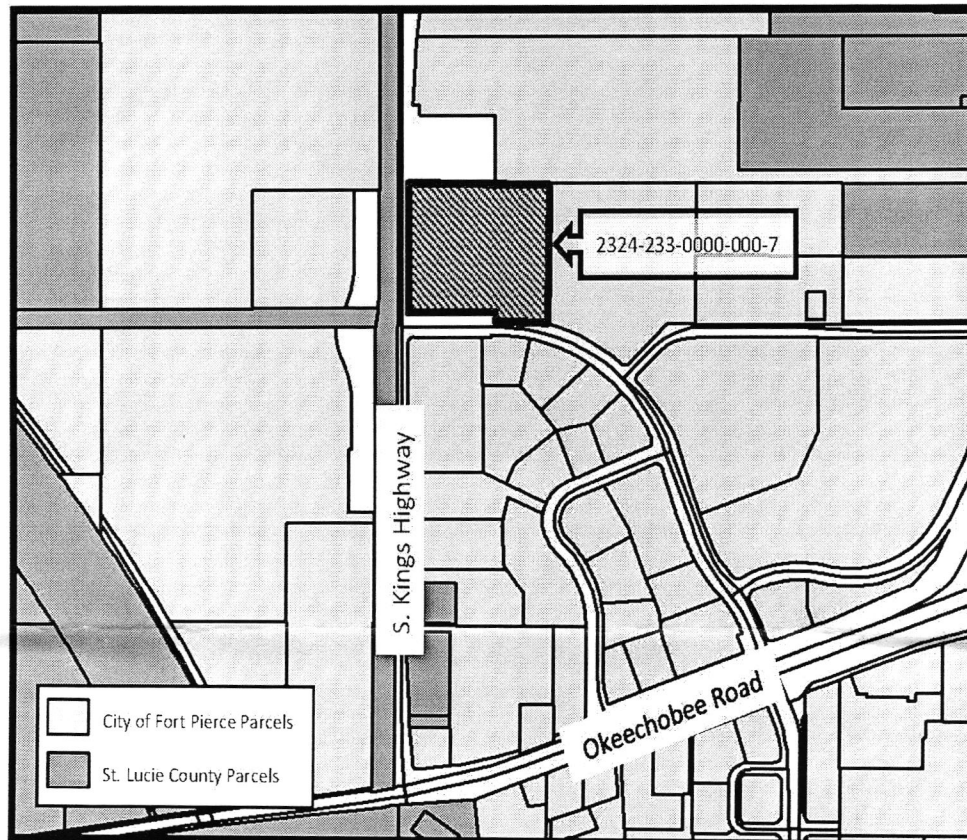 2324-233-0000-000-7
S. Kings Highway
Okeechobee Road
City of Fort Pierce Parcels
St. Lucie County Parcels